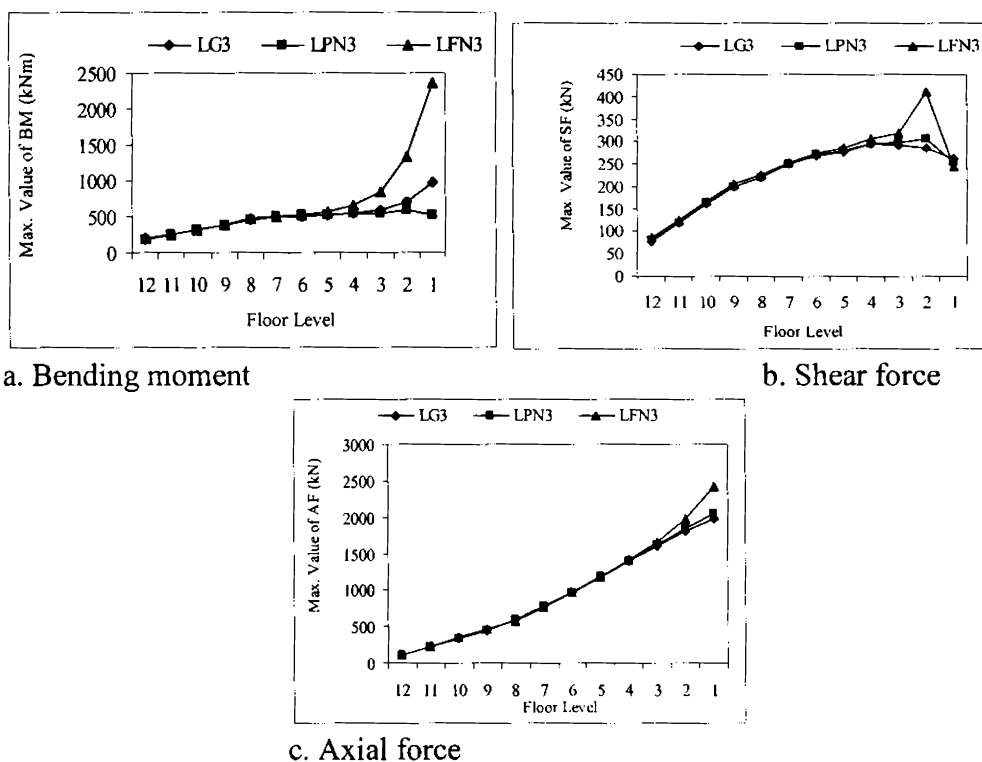 LG3 LPN3 LFN3
Max. Value of BM (kNm)
2500
2000
1500
1000
500
0
12 11 10 9 8 7 6 5 4 3 2 1
Floor Level
a. Bending moment
LG3 LPN3 LFN3
Max. Value of SF (kN)
450
400
350
300
250
200
150
100
50
0
12 11 10 9 8 7 6 5 4 3 2 1
Floor Level
b. Shear force
LG3 LPN3 LFN3
Max. Value of AF (kN)
3000
2500
2000
1500
1000
500
0
12 11 10 9 8 7 6 5 4 3 2 1
Floor Level
c. Axial force